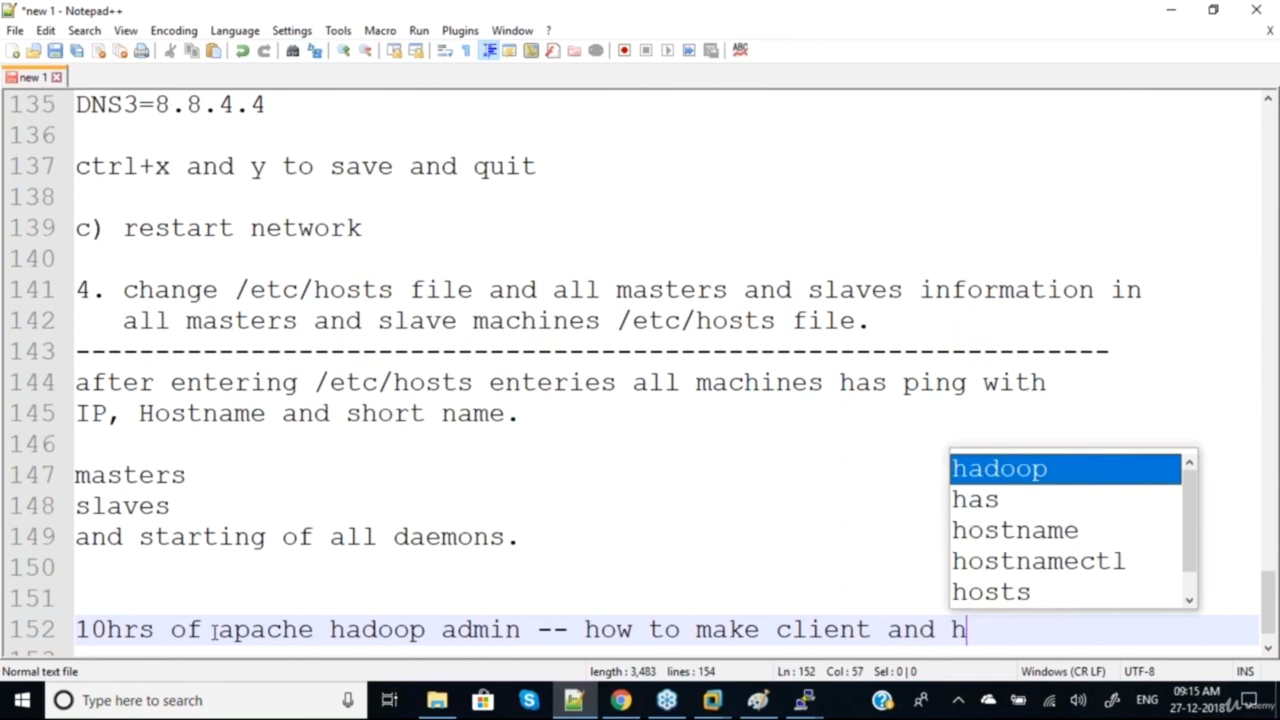 *new 1 - Notepad++
File Edit Search View Encoding Language Settings Tools Macro Run Plugins Window ? X
new 1
135 DNS3=8.8.4.4
136
137 ctrl+x and y to save and quit
138
139 c) restart network
140
141 4. change /etc/hosts file and all masters and slaves information in
142 all masters and slave machines /etc/hosts file.
143 ------------------------------------------------------------------
144 after entering /etc/hosts enteries all machines has ping with
145 IP, Hostname and short name.
146
147 masters
148 slaves
149 and starting of all daemons.
150
151
152 10hrs of apache hadoop admin -- how to make client and h
hadoop
has
hostname
hostnamectl
hosts
Normal text file length : 3,483 lines : 154 Ln : 152 Col : 57 Sel : 0 | 0 Windows (CR LF) UTF-8 INS
Type here to search ENG 09:15 AM
27-12-2018
Udemy